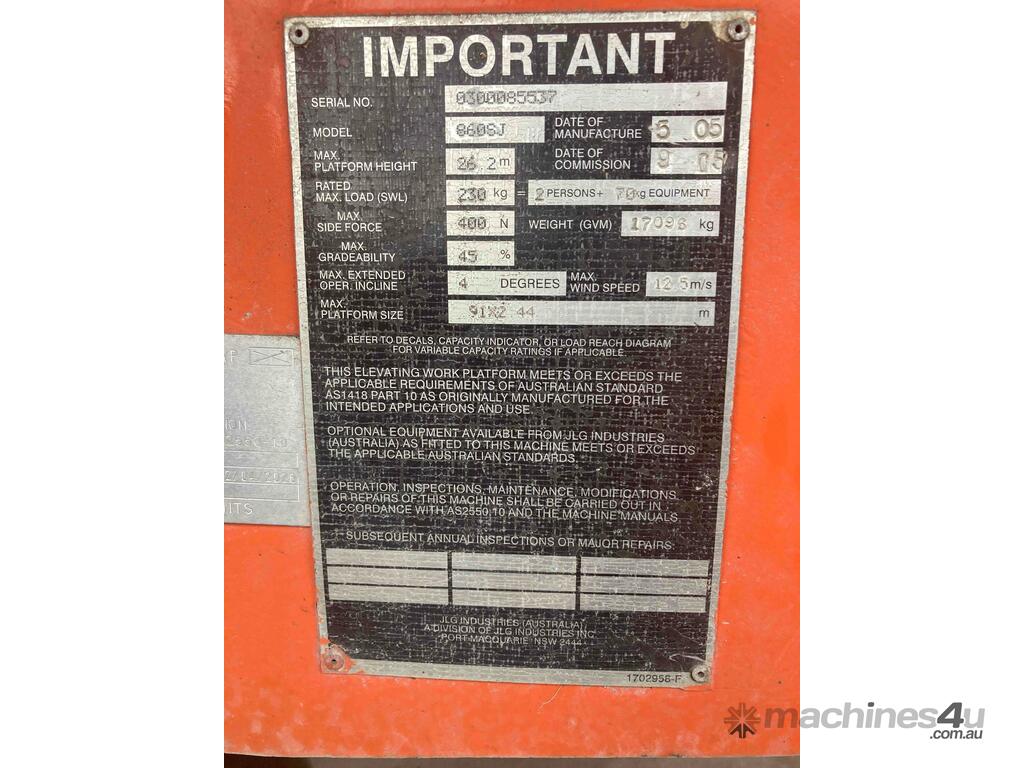 IMPORTANT
SERIAL NO. 0300085537
MODEL 860SJ DATE OF MANUFACTURE 5 05
MAX. PLATFORM HEIGHT 26.2 m DATE OF COMMISSION 9 05
RATED MAX. LOAD (SWL) 230 kg = 2 PERSONS + 70 kg EQUIPMENT
MAX. SIDE FORCE 400 N WEIGHT (GVM) 17096 kg
MAX. GRADEABILITY 45 %
MAX. EXTENDED OPER. INCLINE 4 DEGREES MAX. WIND SPEED 12.5 m/s
MAX. PLATFORM SIZE 91X2 44 m
REFER TO DECALS, CAPACITY INDICATOR, OR LOAD REACH DIAGRAM
FOR VARIABLE CAPACITY RATINGS IF APPLICABLE.
THIS ELEVATING WORK PLATFORM MEETS OR EXCEEDS THE
APPLICABLE REQUIREMENTS OF AUSTRALIAN STANDARD
AS1418 PART 10 AS ORIGINALLY MANUFACTURED FOR THE
INTENDED APPLICATIONS AND USE.
OPTIONAL EQUIPMENT AVAILABLE FROM JLG INDUSTRIES
(AUSTRALIA) AS FITTED TO THIS MACHINE MEETS OR EXCEEDS
THE APPLICABLE AUSTRALIAN STANDARDS.
OPERATION, INSPECTIONS, MAINTENANCE, MODIFICATIONS
OR REPAIRS OF THIS MACHINE SHALL BE CARRIED OUT IN
ACCORDANCE WITH AS2550.10 AND THE MACHINE MANUALS
SUBSEQUENT ANNUAL INSPECTIONS OR MAJOR REPAIRS:
JLG INDUSTRIES (AUSTRALIA)
A DIVISION OF JLG INDUSTRIES INC.
PORT MACQUARIE NSW 2444
1702958-F
machines4u
.com.au